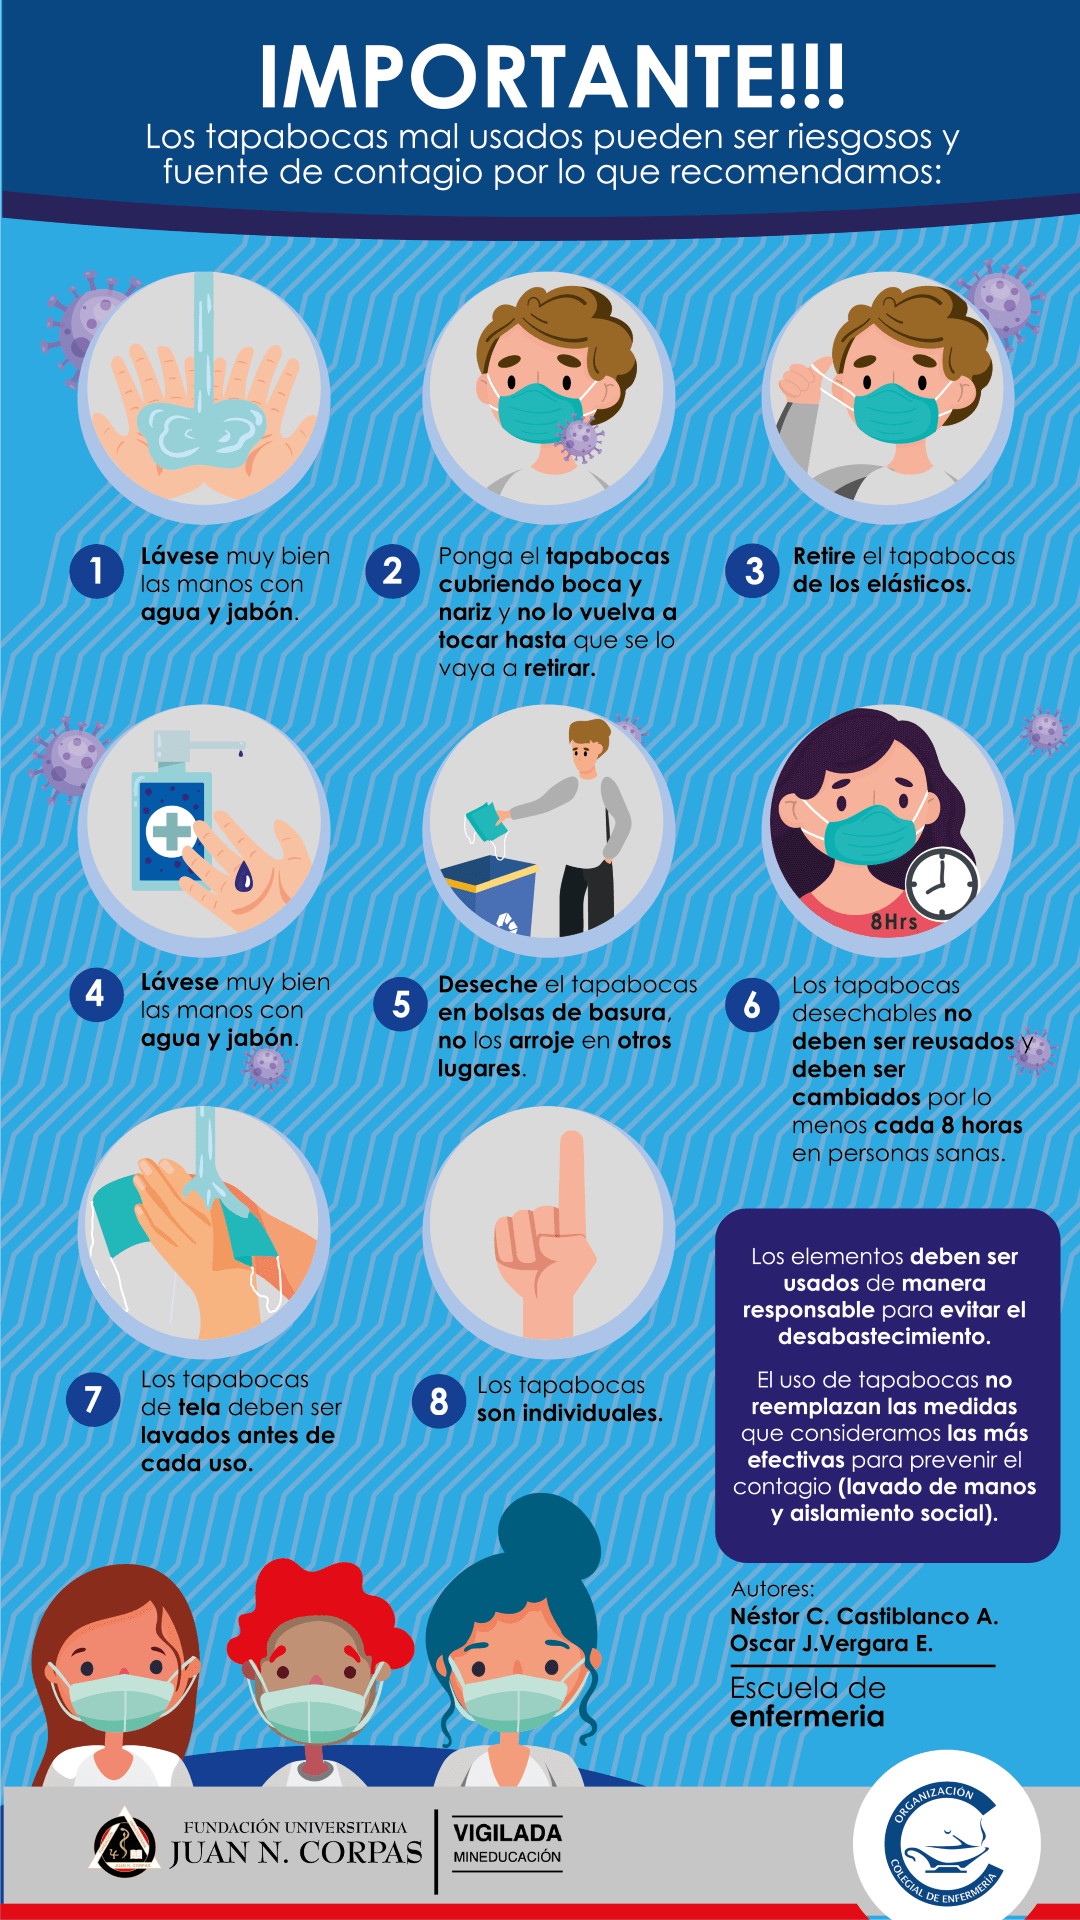 IMPORTANTE!!!
Los tapabocas mal usados pueden ser riesgosos y
fuente de contagio por lo que recomendamos:
1
Lávese muy bien
las manos con
agua y jabón.
2
Ponga el tapabocas
cubriendo boca y
nariz y no lo vuelva a
tocar hasta que se lo
vaya a retirar.
3
Retire el tapabocas
de los elásticos.
8Hrs
4
Lávese muy bien
las manos con
agua y jabón.
5
Deseche el tapabocas
en bolsas de basura,
no los arroje en otros
lugares.
6
Los tapabocas
desechables no
deben ser reusados y
deben ser
cambiados por lo
menos cada 8 horas
en personas sanas.
7
Los tapabocas
de tela deben ser
lavados antes de
cada uso.
8
Los tapabocas
son individuales.
Los elementos deben ser
usados de manera
responsable para evitar el
desabastecimiento.
El uso de tapabocas no
reemplazan las medidas
que consideramos las más
efectivas para prevenir el
contagio (lavado de manos
y aislamiento social).
Autores:
Néstor C. Castiblanco A.
Oscar J.Vergara E.
Escuela de
enfermeria
JUAN N. CORPAS
FUNDACIÓN UNIVERSITARIA
JUAN N. CORPAS
VIGILADA
MINEDUCACIÓN
ORGANIZACIÓN
COLEGIAL DE ENFERMERÍA